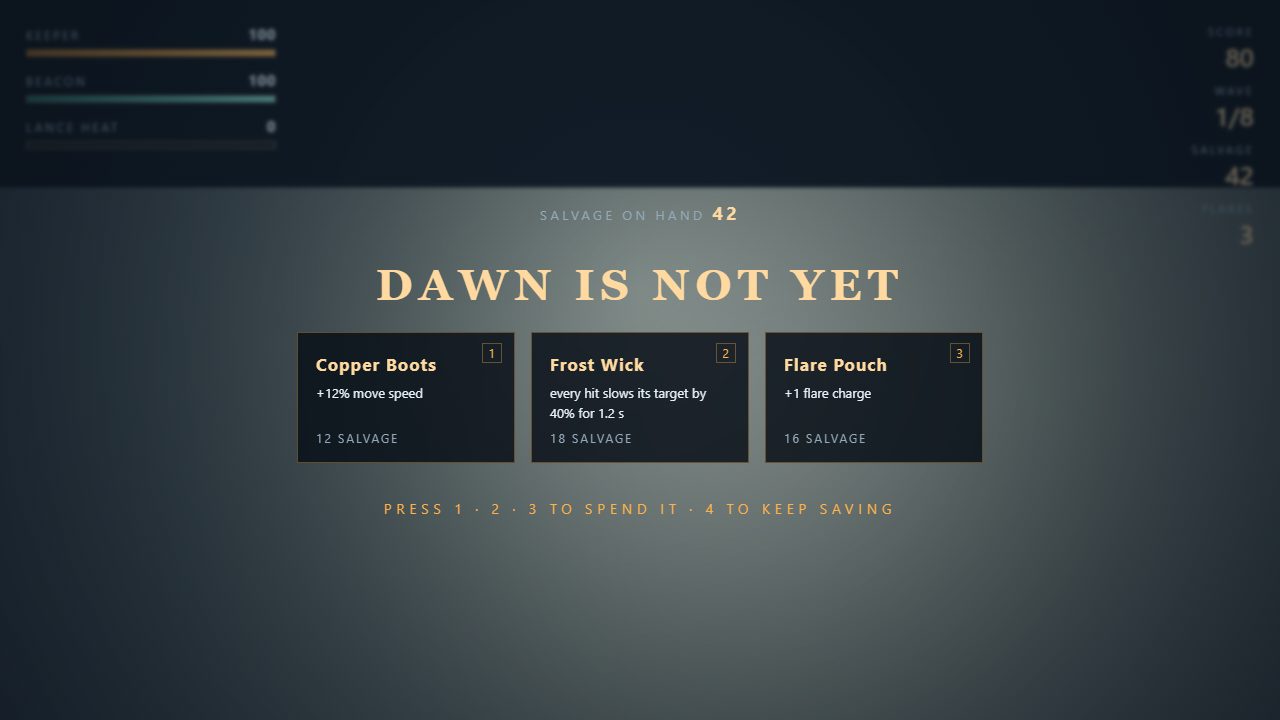 KEEPER 100
BEACON 100
LANCE HEAT 0
SCORE
80
WAVE
1/8
SALVAGE
42
FLARES
3
SALVAGE ON HAND 42
DAWN IS NOT YET
Copper Boots 1
+12% move speed
12 SALVAGE
Frost Wick 2
every hit slows its target by
40% for 1.2 s
18 SALVAGE
Flare Pouch 3
+1 flare charge
16 SALVAGE
PRESS 1 · 2 · 3 TO SPEND IT · 4 TO KEEP SAVING